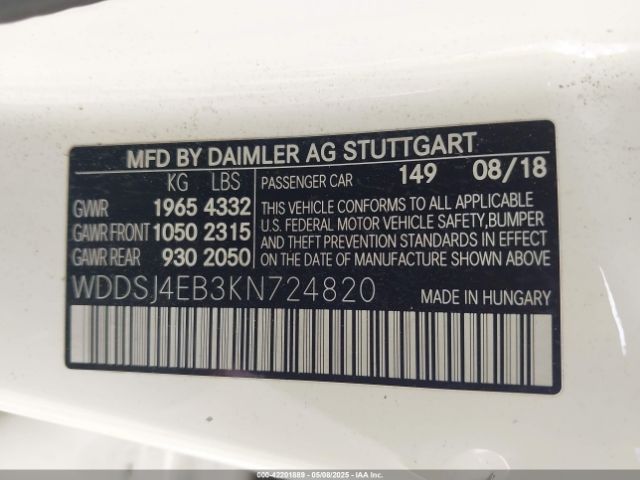 MFD BY DAIMLER AG STUTTGART
KG LBS
GVWR 1965 4332
GAWR FRONT 1050 2315
GAWR REAR 930 2050
PASSENGER CAR 149 08/18
THIS VEHICLE CONFORMS TO ALL APPLICABLE
U.S. FEDERAL MOTOR VEHICLE SAFETY,BUMPER
AND THEFT PREVENTION STANDARDS IN EFFECT
ON THE DATE OF MANUFACTURE SHOWN ABOVE
WDDSJ4EB3KN724820
MADE IN HUNGARY
000-42201889 - 05/08/2025 - IAA Inc.